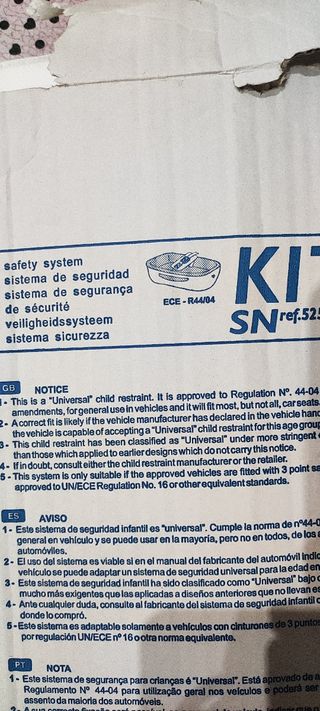 safety system
sistema de seguridad
sistema de segurança
de sécurité
veiligheidssysteem
sistema sicurezza
ECE - R44/04
KIT
SN ref.525
GB NOTICE
1- This is a "Universal" child restraint. It is approved to Regulation Nº. 44-04
amendments, for general use in vehicles and it will fit most, but not all, car seats.
2- A correct fit is likely if the vehicle manufacturer has declared in the vehicle hand
the vehicle is capable of accepting a "Universal" child restraint for this age group
3- This child restraint has been classified as "Universal" under more stringent
than those which applied to earlier designs which do not carry this notice.
4- If in doubt, consult either the child restraint manufacturer or the retailer.
5- This system is only suitable if the approved vehicles are fitted with 3 point sa
approved to UN/ECE Regulation No. 16 or other equivalent standards.
ES AVISO
1- Este sistema de seguridad infantil es "universal". Cumple la norma de nº44-0
general en vehículo y se puede usar en la mayoría, pero no en todos, de los a
automóviles.
2- El uso del sistema es viable si en el manual del fabricante del automóvil indic
vehículo se puede adaptar un sistema de seguridad universal para la edad en
3- Este sistema de seguridad infantil ha sido clasificado como "Universal" bajo c
mucho más exigentes que las aplicadas a diseños anteriores que no llevan es
4- Ante cualquier duda, consulte al fabricante del sistema de seguridad infantil o
donde lo compró.
5- Este sistema es adaptable solamente a vehículos con cinturones de 3 puntos
por regulación UN/ECE nº 16 o otra norma equivalente.
PT NOTA
1- Este sistema de segurança para crianças é "Universal". Está aprovado de a
Regulamento Nº 44-04 para utilização geral nos veículos e poderá ser
assento da maioria dos automóveis.